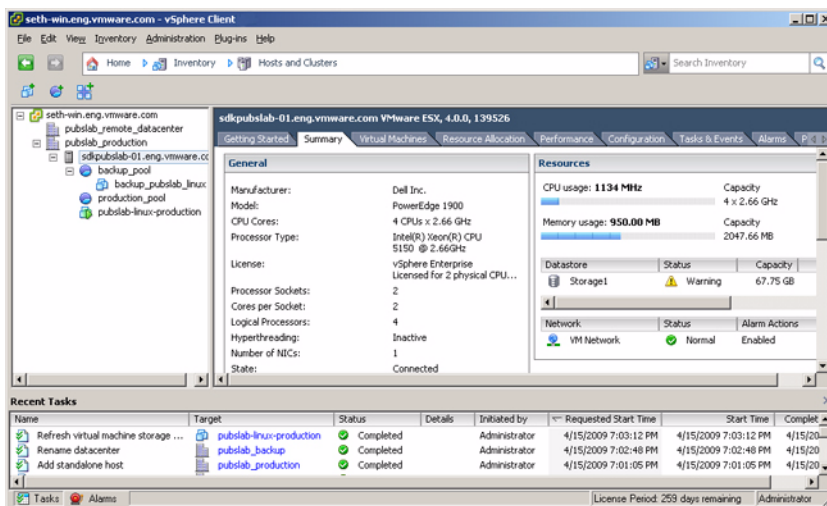 seth-win.eng.vmware.com - vSphere Client
File Edit View Inventory Administration Plug-ins Help
Home Inventory Hosts and Clusters Search Inventory
seth-win.eng.vmware.com
pubslab_remote_datacenter
pubslab_production
sdkpubslab-01.eng.vmware.cc
backup_pool
backup_pubslab_linux
production_pool
pubslab-linux-production
sdkpubslab-01.eng.vmware.com VMware ESX, 4.0.0, 139526
Getting Started Summary Virtual Machines Resource Allocation Performance Configuration Tasks & Events Alarms P
General
Manufacturer: Dell Inc.
Model: PowerEdge 1900
CPU Cores: 4 CPUs x 2.66 GHz
Processor Type: Intel(R) Xeon(R) CPU
5150 @ 2.66GHz
License: vSphere Enterprise
Licensed for 2 physical CPU...
Processor Sockets: 2
Cores per Socket: 2
Logical Processors: 4
Hyperthreading: Inactive
Number of NICs: 1
State: Connected
Resources
CPU usage: 1134 MHz Capacity
4 x 2.66 GHz
Memory usage: 950.00 MB Capacity
2047.66 MB
Datastore Status Capacity
Storage1 Warning 67.75 GB
Network Status Alarm Actions
VM Network Normal Enabled
Recent Tasks
Name Target Status Details Initiated by Requested Start Time Start Time Complet
Refresh virtual machine storage ... pubslab-linux-production Completed Administrator 4/15/2009 7:03:12 PM 4/15/2009 7:03:12 PM 4/15/20
Rename datacenter pubslab_backup Completed Administrator 4/15/2009 7:02:48 PM 4/15/2009 7:02:48 PM 4/15/20
Add standalone host pubslab_production Completed Administrator 4/15/2009 7:01:05 PM 4/15/2009 7:01:05 PM 4/15/20
Tasks Alarms License Period: 259 days remaining Administrator